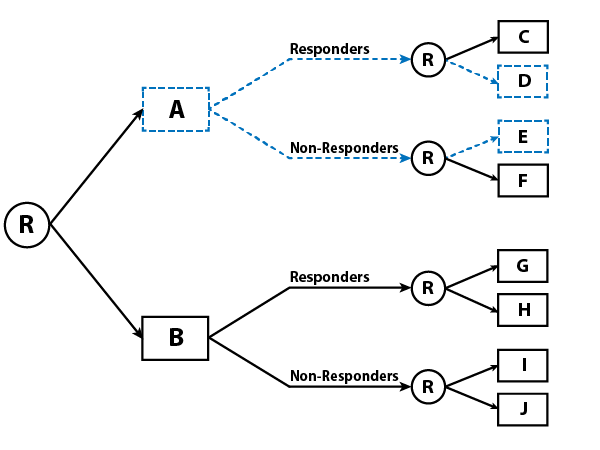 Responders
R
C
D
A
Non-Responders
R
E
F
R
B
Responders
R
G
H
Non-Responders
R
I
J